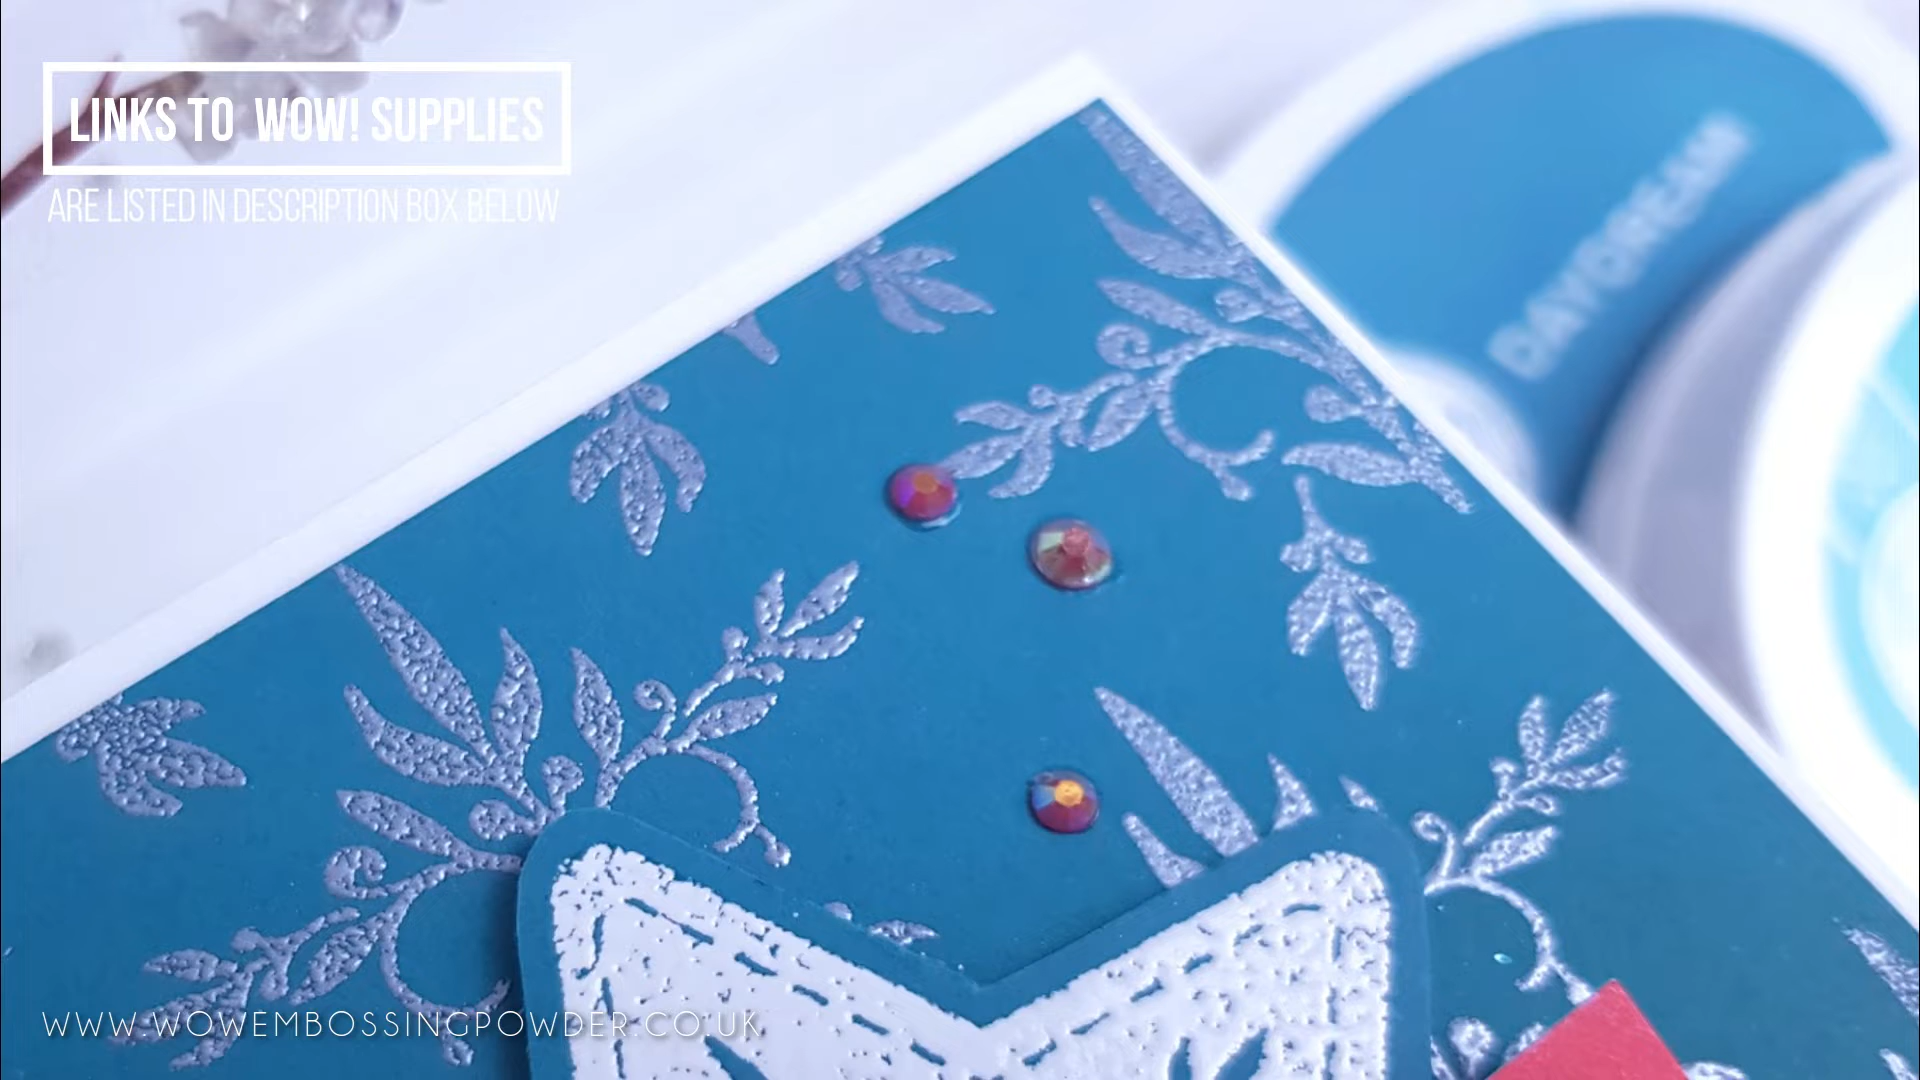 LINKS TO WOW! SUPPLIES
ARE LISTED IN DESCRIPTION BOX BELOW
DAYDREAM
WWW.WOWEMBOSSINGPOWDER.CO.UK